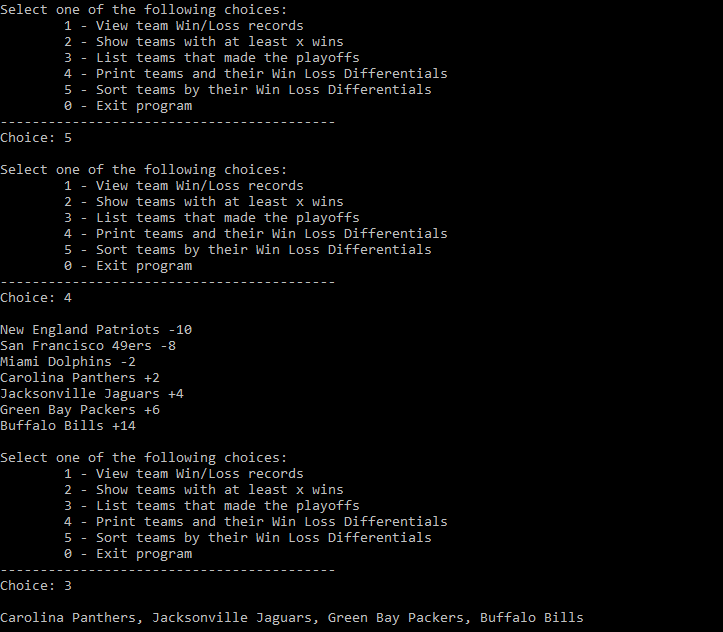 Select one of the following choices:
        1 - View team Win/Loss records
        2 - Show teams with at least x wins
        3 - List teams that made the playoffs
        4 - Print teams and their Win Loss Differentials
        5 - Sort teams by their Win Loss Differentials
        0 - Exit program
------------------------------------------
Choice: 5

Select one of the following choices:
        1 - View team Win/Loss records
        2 - Show teams with at least x wins
        3 - List teams that made the playoffs
        4 - Print teams and their Win Loss Differentials
        5 - Sort teams by their Win Loss Differentials
        0 - Exit program
------------------------------------------
Choice: 4

New England Patriots -10
San Francisco 49ers -8
Miami Dolphins -2
Carolina Panthers +2
Jacksonville Jaguars +4
Green Bay Packers +6
Buffalo Bills +14

Select one of the following choices:
        1 - View team Win/Loss records
        2 - Show teams with at least x wins
        3 - List teams that made the playoffs
        4 - Print teams and their Win Loss Differentials
        5 - Sort teams by their Win Loss Differentials
        0 - Exit program
------------------------------------------
Choice: 3

Carolina Panthers, Jacksonville Jaguars, Green Bay Packers, Buffalo Bills